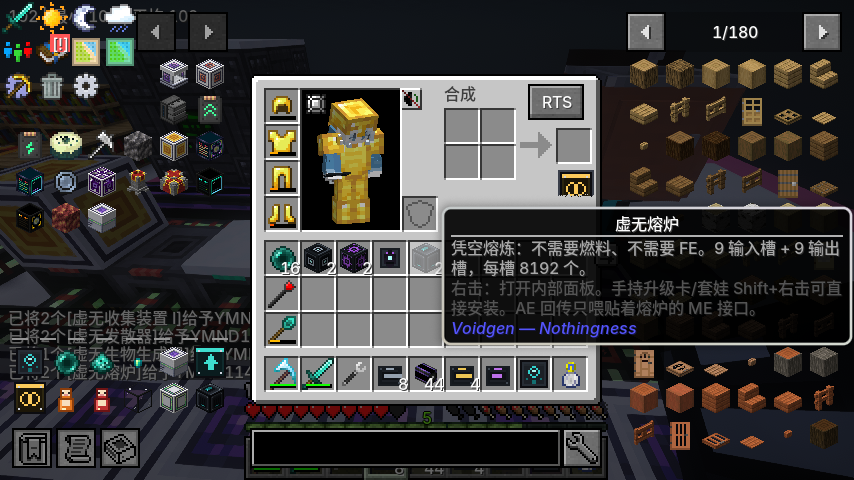 1/180
合成
RTS
虚无熔炉
凭空熔炼：不需要燃料、不需要 FE。9 输入槽 + 9 输出
槽，每槽 8192 个。
右击：打开内部面板。手持升级卡/套娃 Shift+右击可直
接安装。AE 回传只喂贴着熔炉的 ME 接口。
Voidgen — Nothingness
16
2
2
2
已将2个[虚无收集装置 I]给予YMN
已将2个[虚无发散器]给予YMND1
8
44
4
5